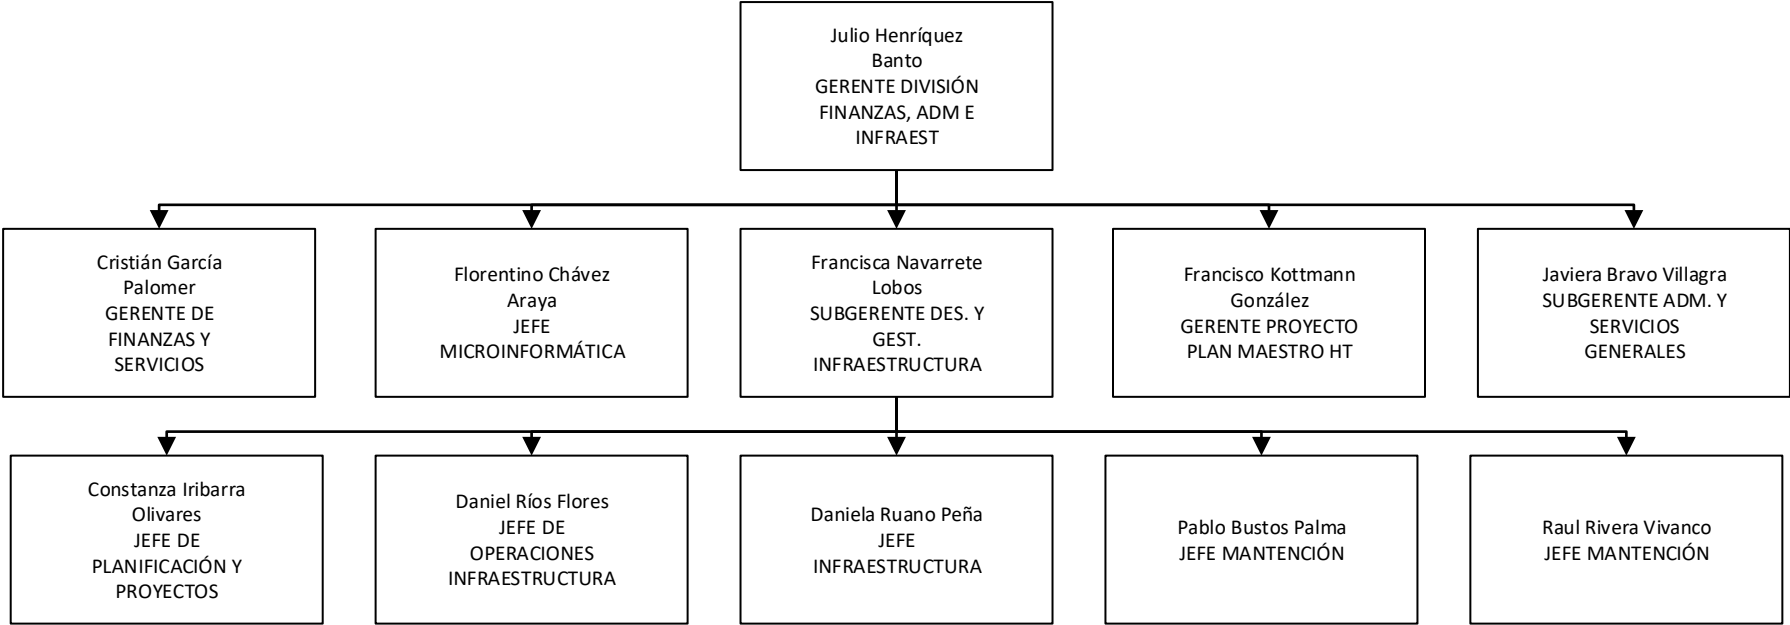 Julio Henríquez
Banto
GERENTE DIVISIÓN
FINANZAS, ADM E
INFRAEST
Cristián García
Palomer
GERENTE DE
FINANZAS Y
SERVICIOS
Florentino Chávez
Araya
JEFE
MICROINFORMÁTICA
Francisca Navarrete
Lobos
SUBGERENTE DES. Y
GEST.
INFRAESTRUCTURA
Francisco Kottmann
González
GERENTE PROYECTO
PLAN MAESTRO HT
Javiera Bravo Villagra
SUBGERENTE ADM. Y
SERVICIOS
GENERALES
Constanza Iribarra
Olivares
JEFE DE
PLANIFICACIÓN Y
PROYECTOS
Daniel Ríos Flores
JEFE DE
OPERACIONES
INFRAESTRUCTURA
Daniela Ruano Peña
JEFE
INFRAESTRUCTURA
Pablo Bustos Palma
JEFE MANTENCIÓN
Raul Rivera Vivanco
JEFE MANTENCIÓN